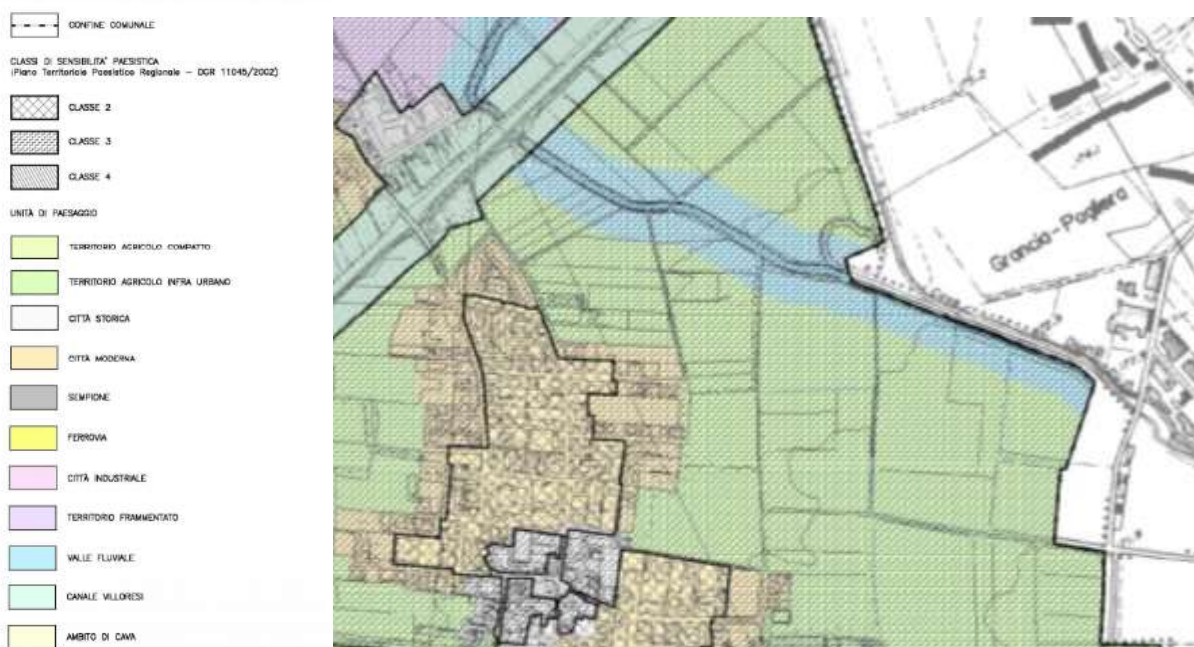 CONFINE COMUNALE
CLASSI DI SENSIBILITA' PAESISTICA
(Piano Territoriale Paesistico Regionale – DGR 11045/2002)
CLASSE 2
CLASSE 3
CLASSE 4
UNITÀ DI PAESAGGIO
TERRITORIO AGRICOLO COMPATTO
TERRITORIO AGRICOLO INFRA URBANO
CITTÀ STORICA
CITTÀ MODERNA
SEMPIONE
FERROVIA
CITTÀ INDUSTRIALE
TERRITORIO FRAMMENTATO
VALLE FLUVIALE
CANALE VILLORESI
AMBITO DI CAVA
Grancia-Pagliera